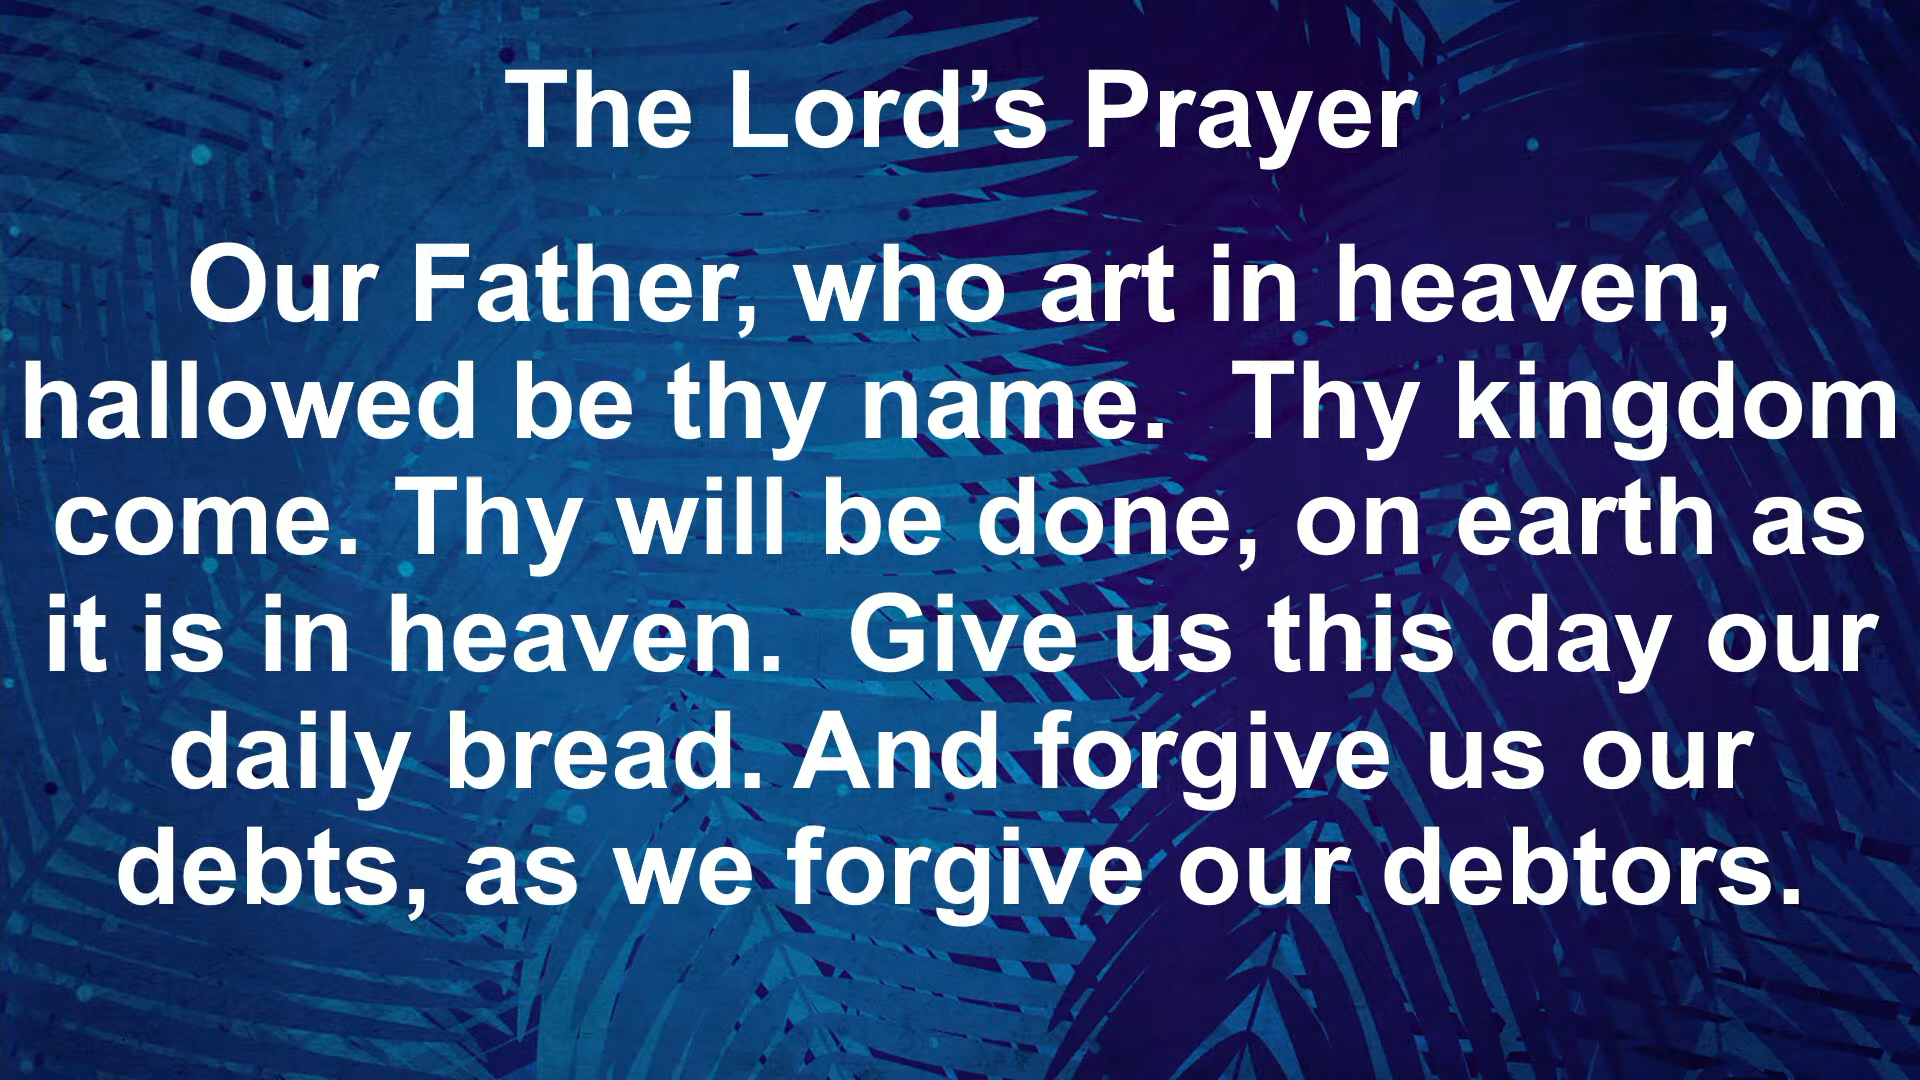 The Lord’s Prayer
Our Father, who art in heaven,
hallowed be thy name.  Thy kingdom
come. Thy will be done, on earth as
it is in heaven.  Give us this day our
daily bread. And forgive us our
debts, as we forgive our debtors.